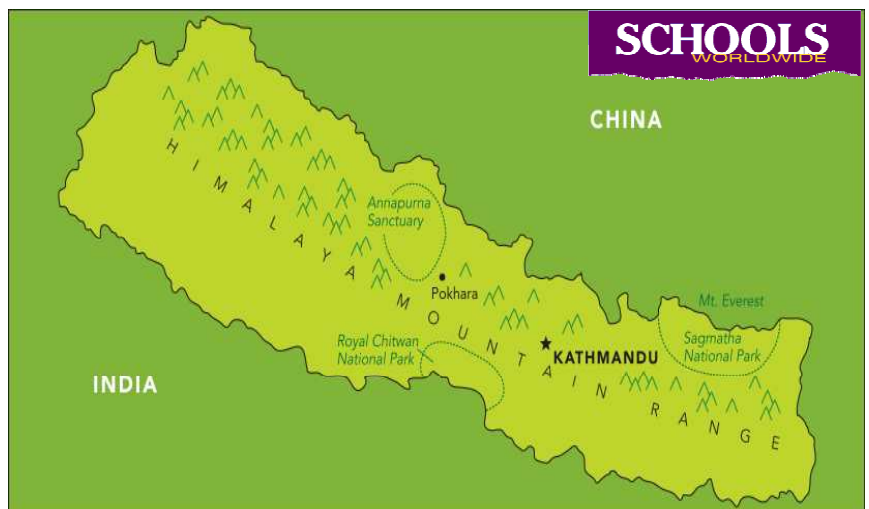 SCHOOLS
WORLDWIDE
CHINA
HIMALAYA MOUNTAIN RANGE
Annapurna
Sanctuary
Pokhara
Mt. Everest
Royal Chitwan
National Park
KATHMANDU
Sagmatha
National Park
INDIA